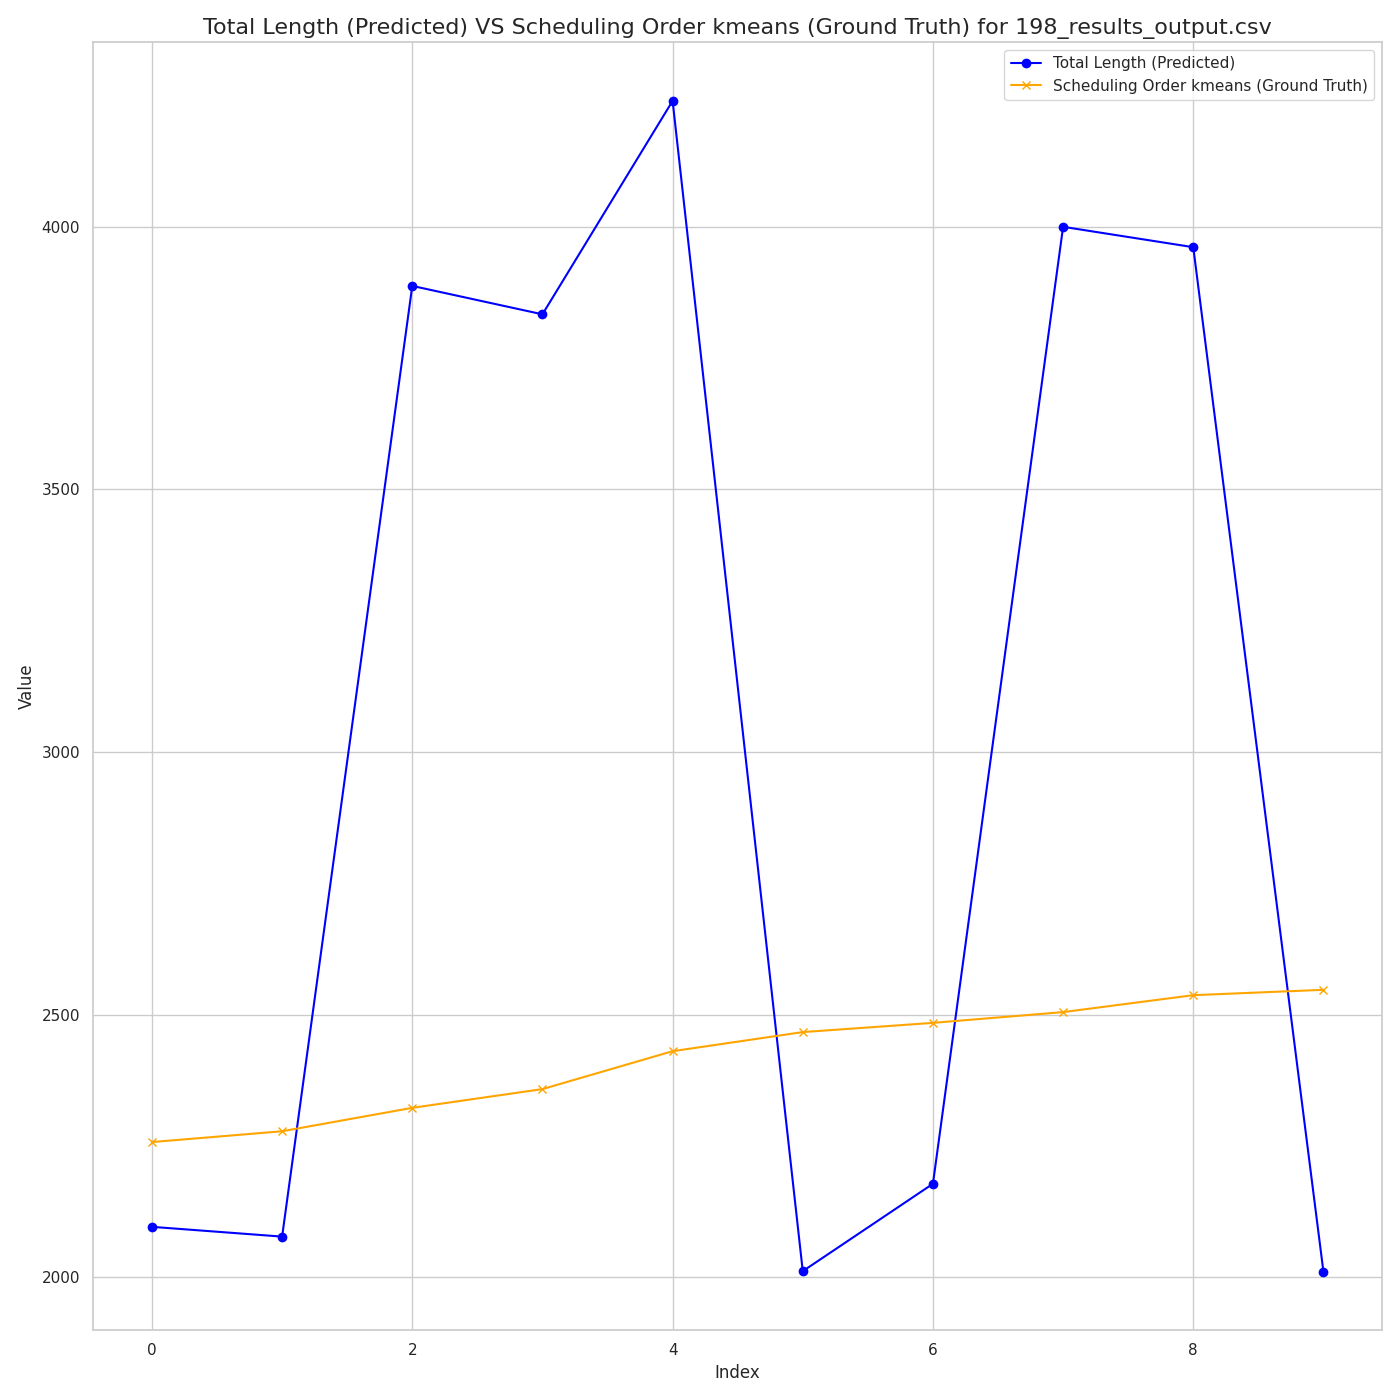 Total Length (Predicted) VS Scheduling Order kmeans (Ground Truth) for 198_results_output.csv
Total Length (Predicted)
Scheduling Order kmeans (Ground Truth)
4000
3500
3000
2500
2000
Value
0 2 4 6 8
Index